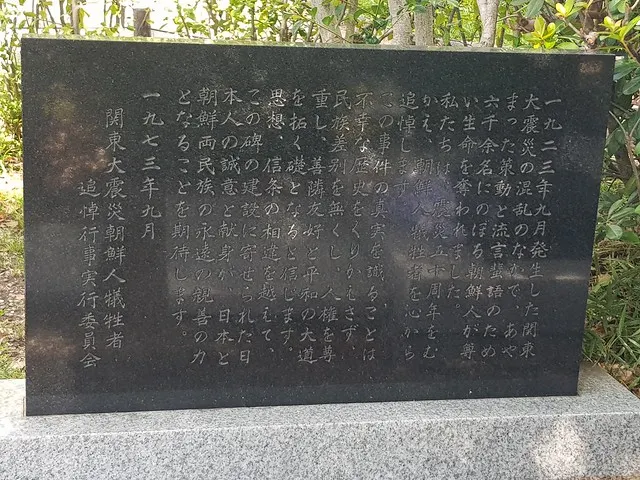 一九二三年九月発生した関東
大震災の混乱のなかで、あや
まった策動と流言蜚語のため
六千余名にのぼる朝鮮人が尊
い生命を奪われました。
私たちは、震災五十周年をむ
かえ、朝鮮人犠牲者を心から
追悼します。
この事件の真実を識ることは
不幸な歴史をくりかえさず、
民族差別を無くし、人権を尊
重し、善隣友好と平和の大道
を拓く礎となると信じます。
思想、信条の相違を越えて、
この碑の建設に寄せられた日
本人の誠意と献身が、日本と
朝鮮両民族の永遠の親善の力
となることを期待します。
一九七三年九月
関東大震災朝鮮人犠牲者
追悼行事実行委員会